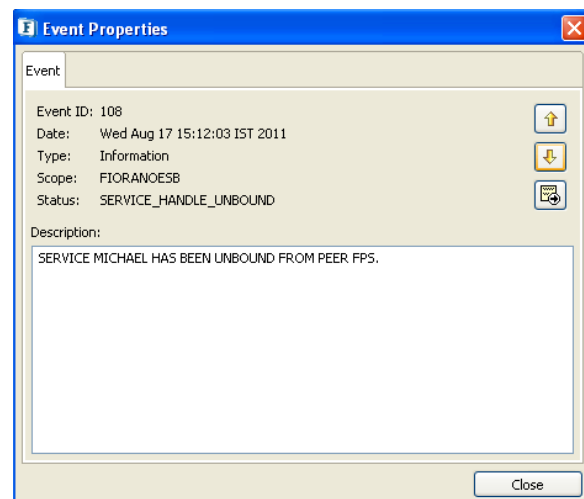 Event Properties
Event
Event ID: 108
Date: Wed Aug 17 15:12:03 IST 2011
Type: Information
Scope: FIORANOESB
Status: SERVICE_HANDLE_UNBOUND
Description:
SERVICE MICHAEL HAS BEEN UNBOUND FROM PEER FPS.
Close